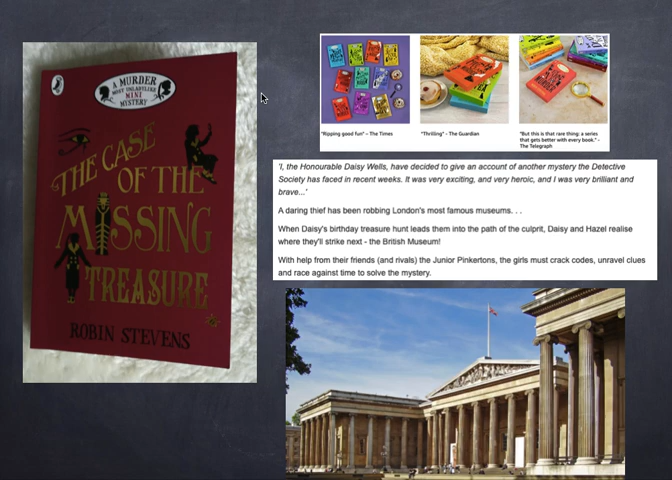 A MURDER
MOST UNLADYLIKE
MINI
MYSTERY
THE CASE
OF THE
MISSING
TREASURE
ROBIN STEVENS
"Ripping good fun" – The Times
"Thrilling" - The Guardian
"But this is that rare thing: a series
that gets better with every book." -
The Telegraph
'I, the Honourable Daisy Wells, have decided to give an account of another mystery the Detective
Society has faced in recent weeks. It was very exciting, and very heroic, and I was very brilliant and
brave...'
A daring thief has been robbing London's most famous museums. . .
When Daisy's birthday treasure hunt leads them into the path of the culprit, Daisy and Hazel realise
where they'll strike next - the British Museum!
With help from their friends (and rivals) the Junior Pinkertons, the girls must crack codes, unravel clues
and race against time to solve the mystery.